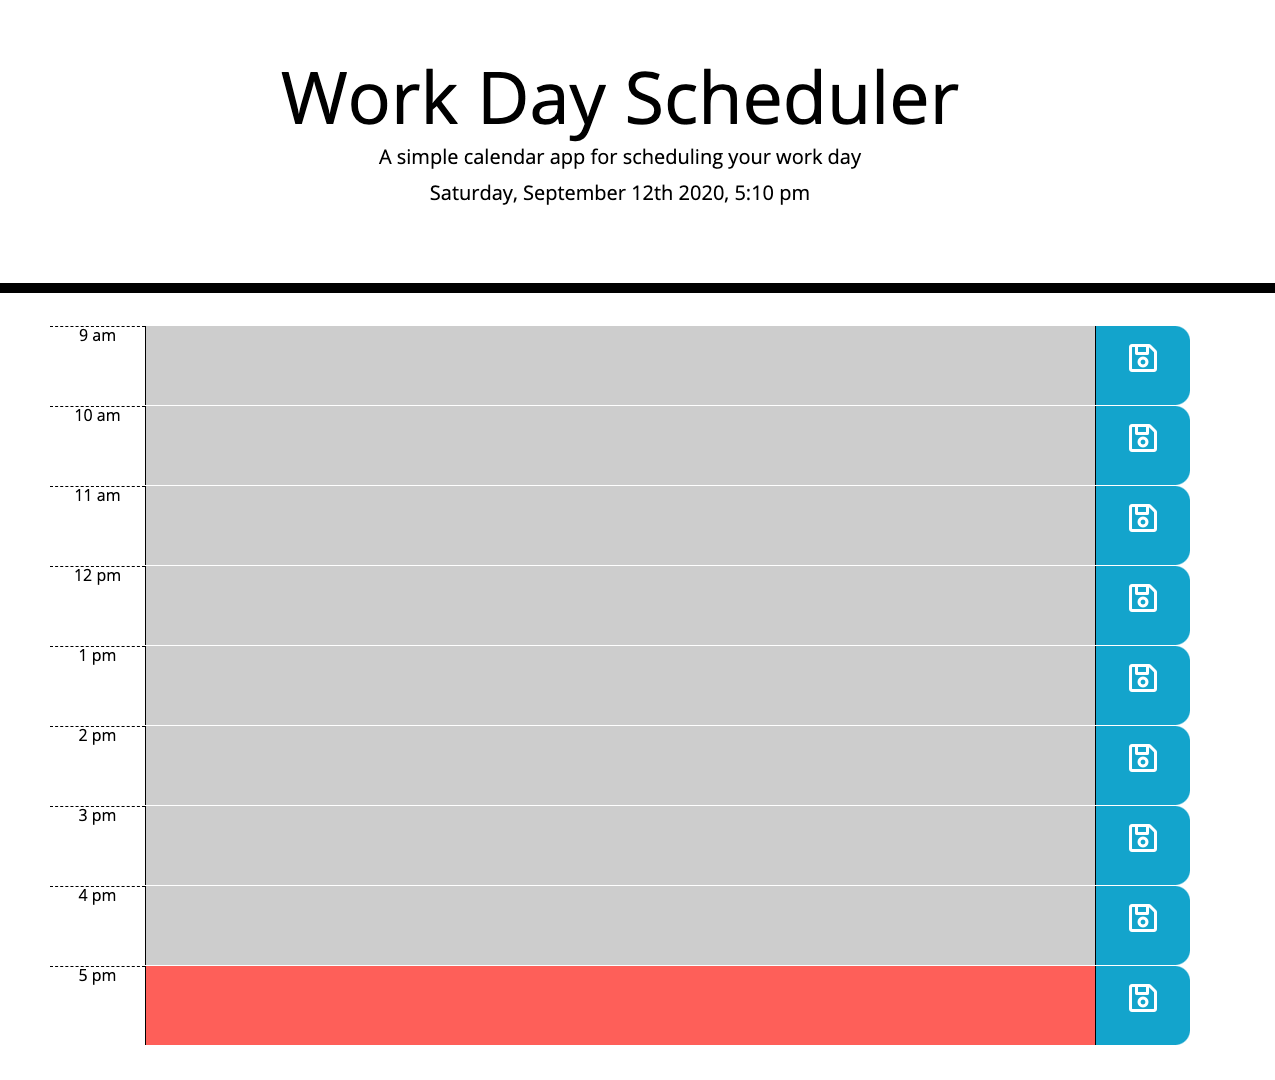 Work Day Scheduler
A simple calendar app for scheduling your work day
Saturday, September 12th 2020, 5:10 pm
9 am
10 am
11 am
12 pm
1 pm
2 pm
3 pm
4 pm
5 pm